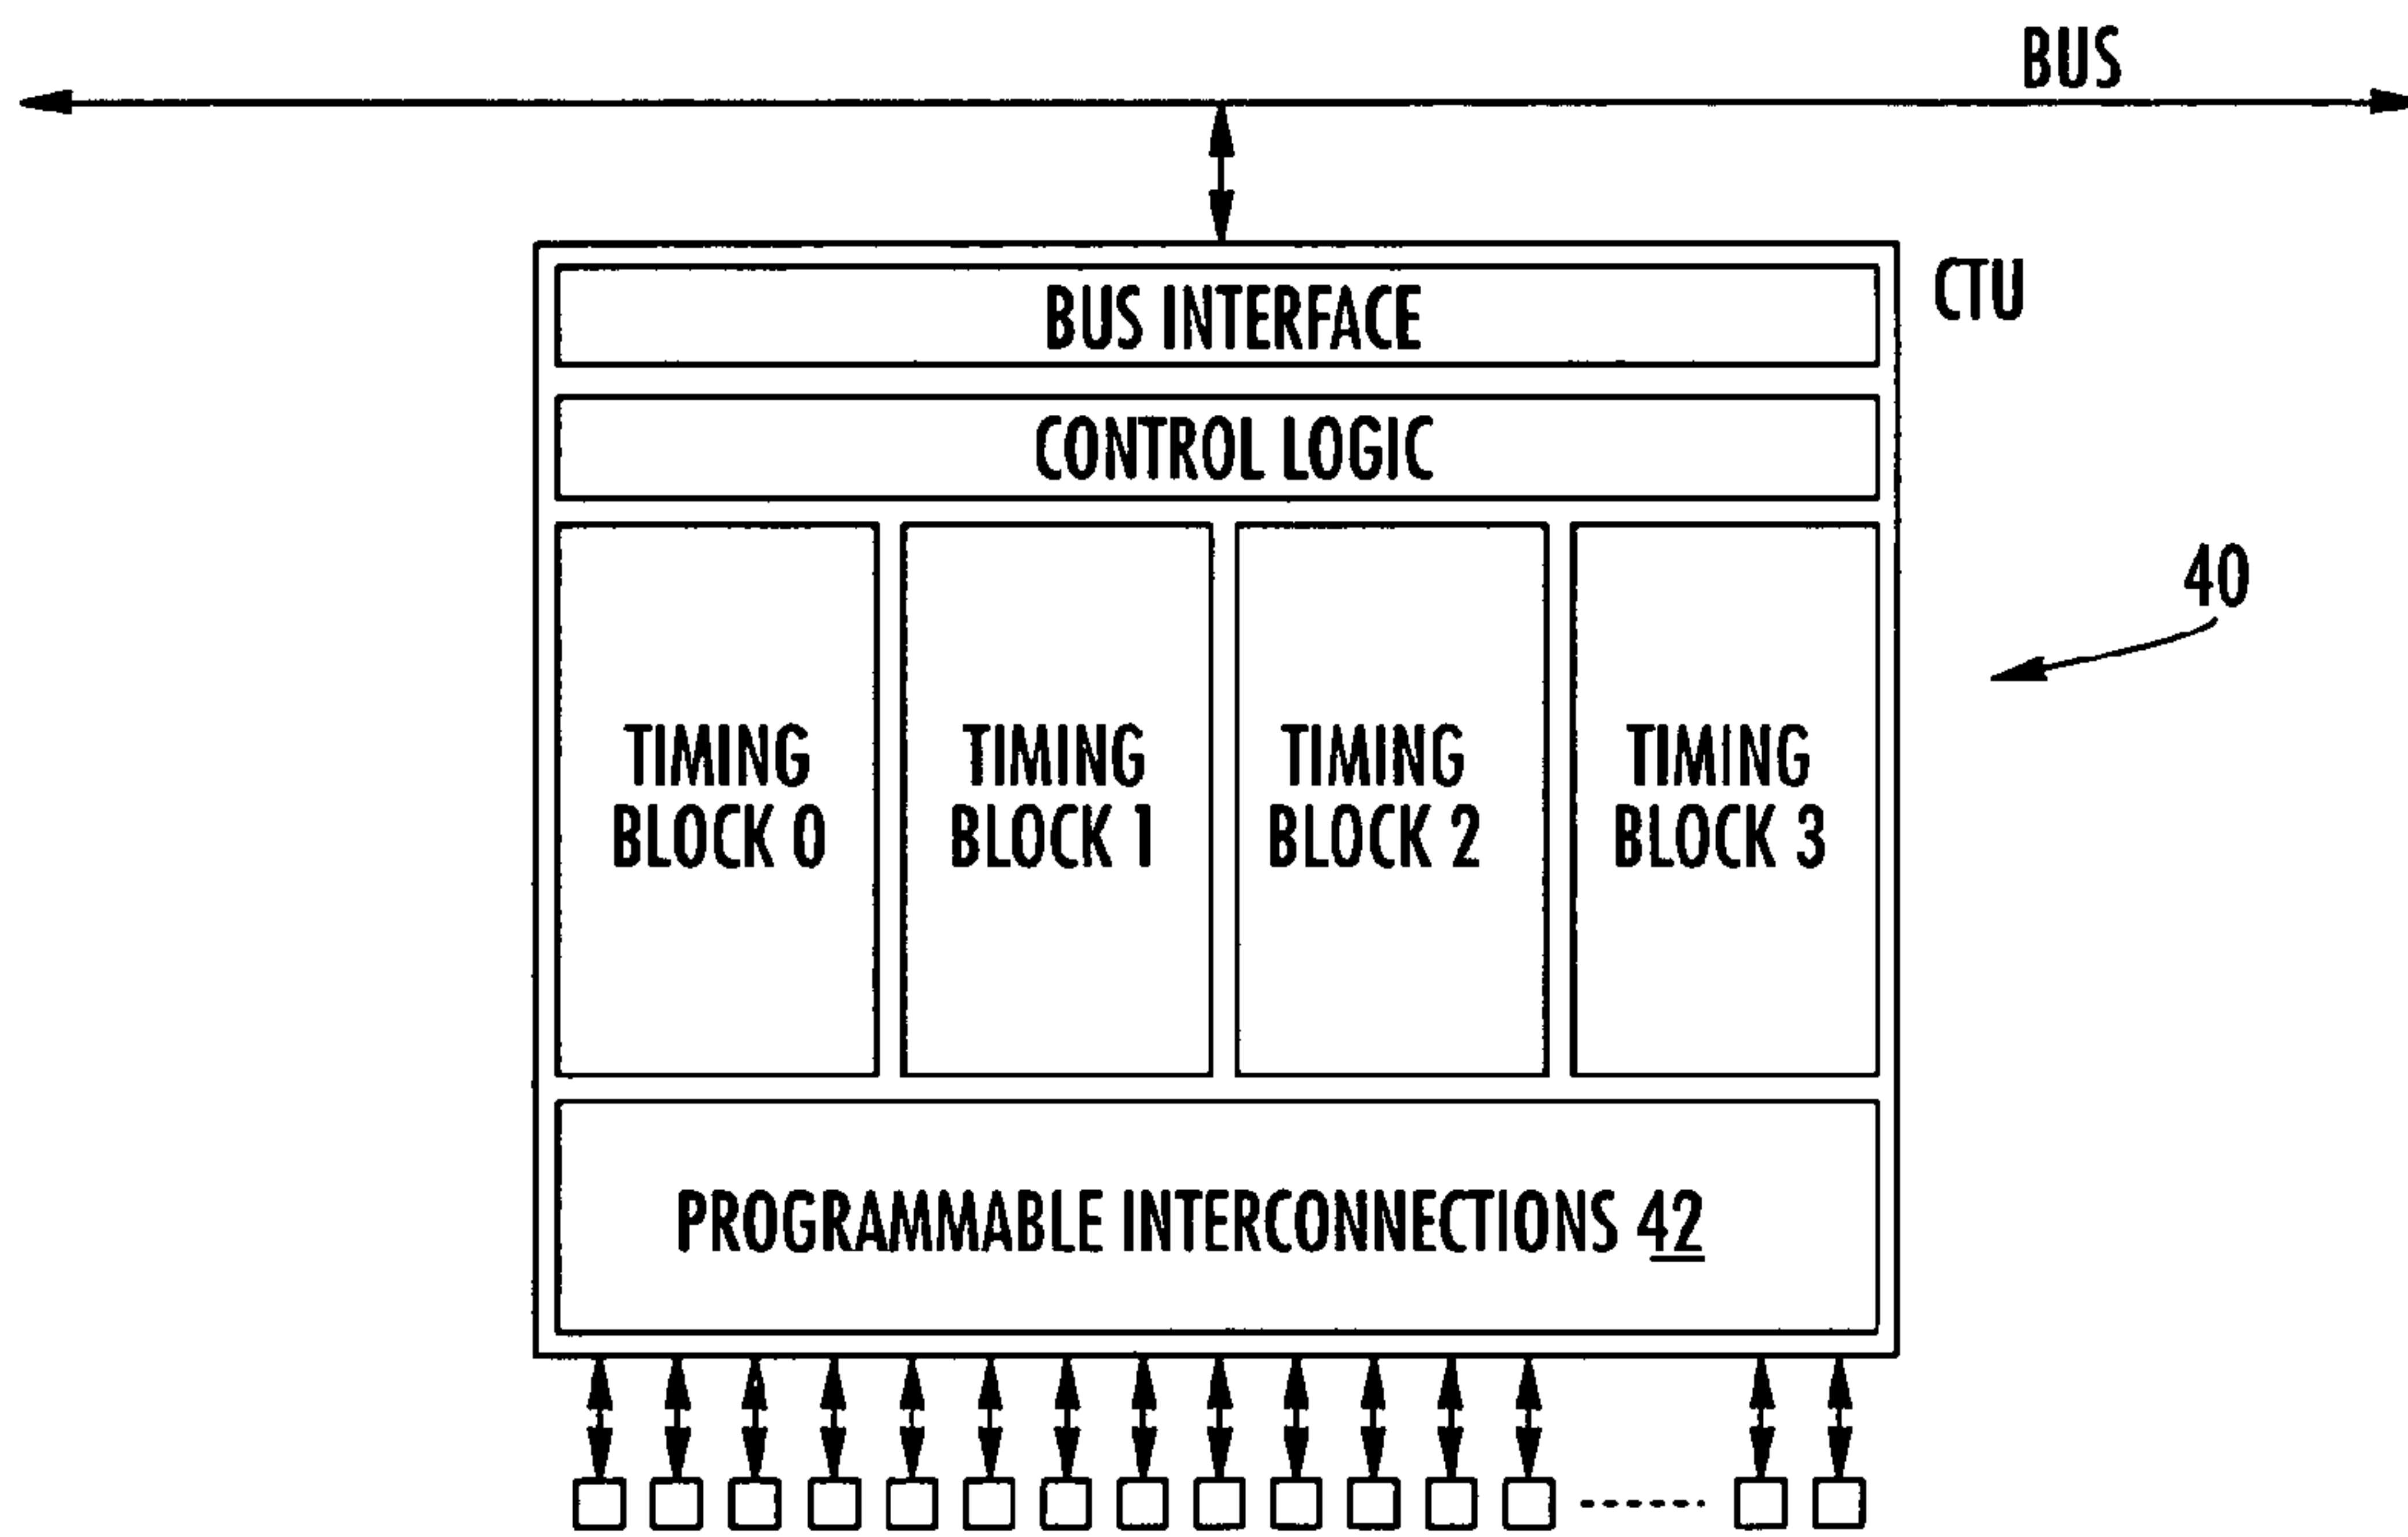 BUS
BUS INTERFACE
CTU
CONTROL LOGIC
40
TIMING
BLOCK 0
TIMING
BLOCK 1
TIMING
BLOCK 2
TIMING
BLOCK 3
PROGRAMMABLE INTERCONNECTIONS 42